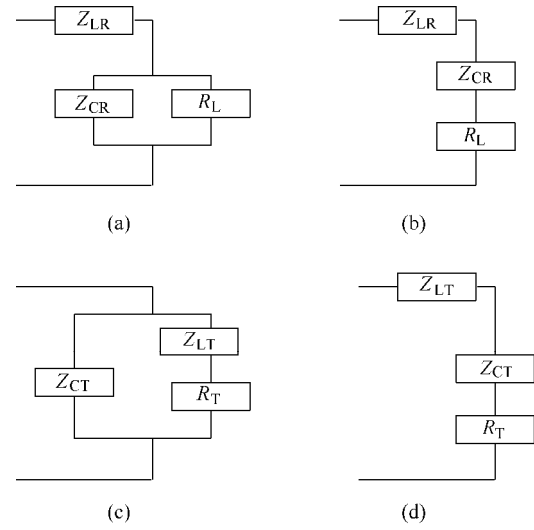 Z_LR
Z_CR
R_L
(a)
Z_LR
Z_CR
R_L
(b)
Z_LT
Z_CT
R_T
(c)
Z_LT
Z_CT
R_T
(d)